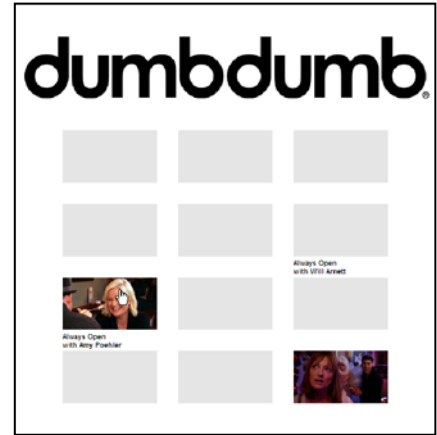 dumbdumb®
Always Open
with Will Arnett
Always Open
with Amy Poehler